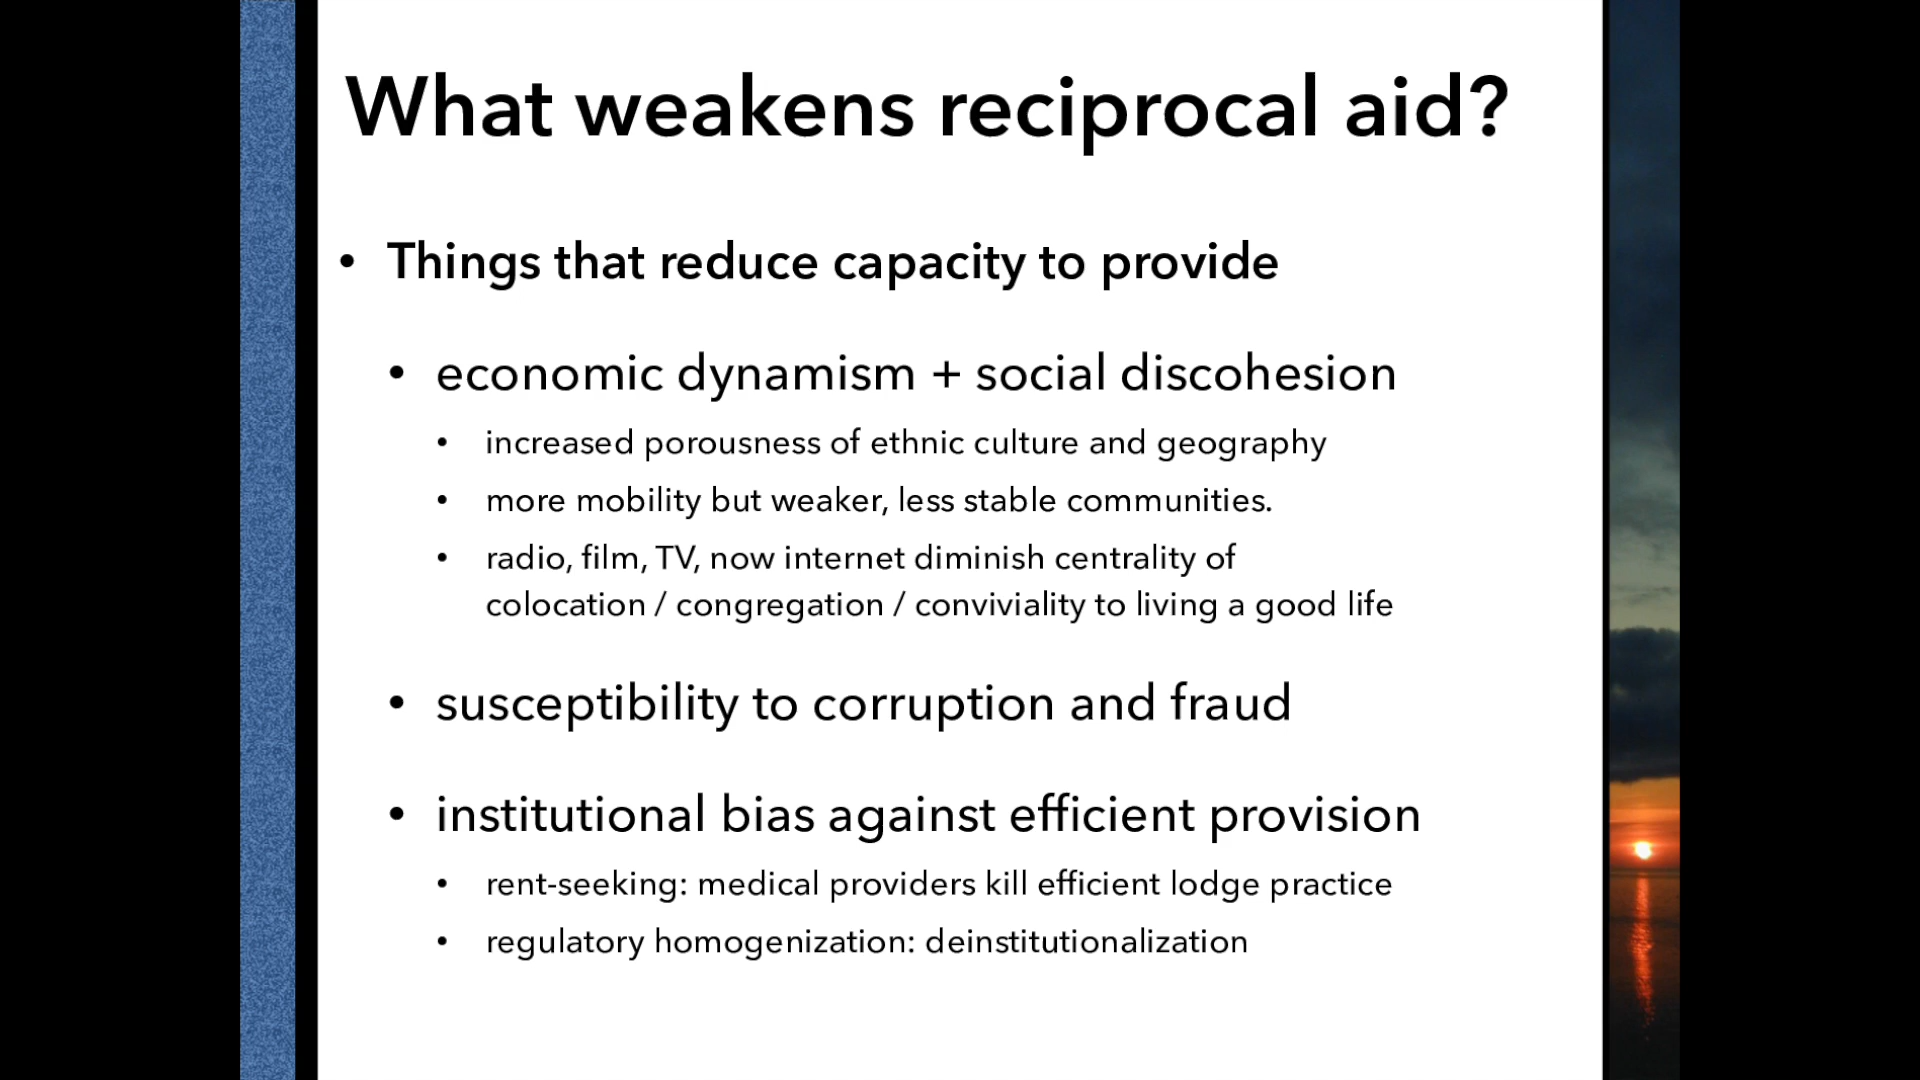 What weakens reciprocal aid?
• Things that reduce capacity to provide
• economic dynamism + social discohesion
• increased porousness of ethnic culture and geography
• more mobility but weaker, less stable communities.
• radio, film, TV, now internet diminish centrality of
colocation / congregation / conviviality to living a good life
• susceptibility to corruption and fraud
• institutional bias against efficient provision
• rent-seeking: medical providers kill efficient lodge practice
• regulatory homogenization: deinstitutionalization